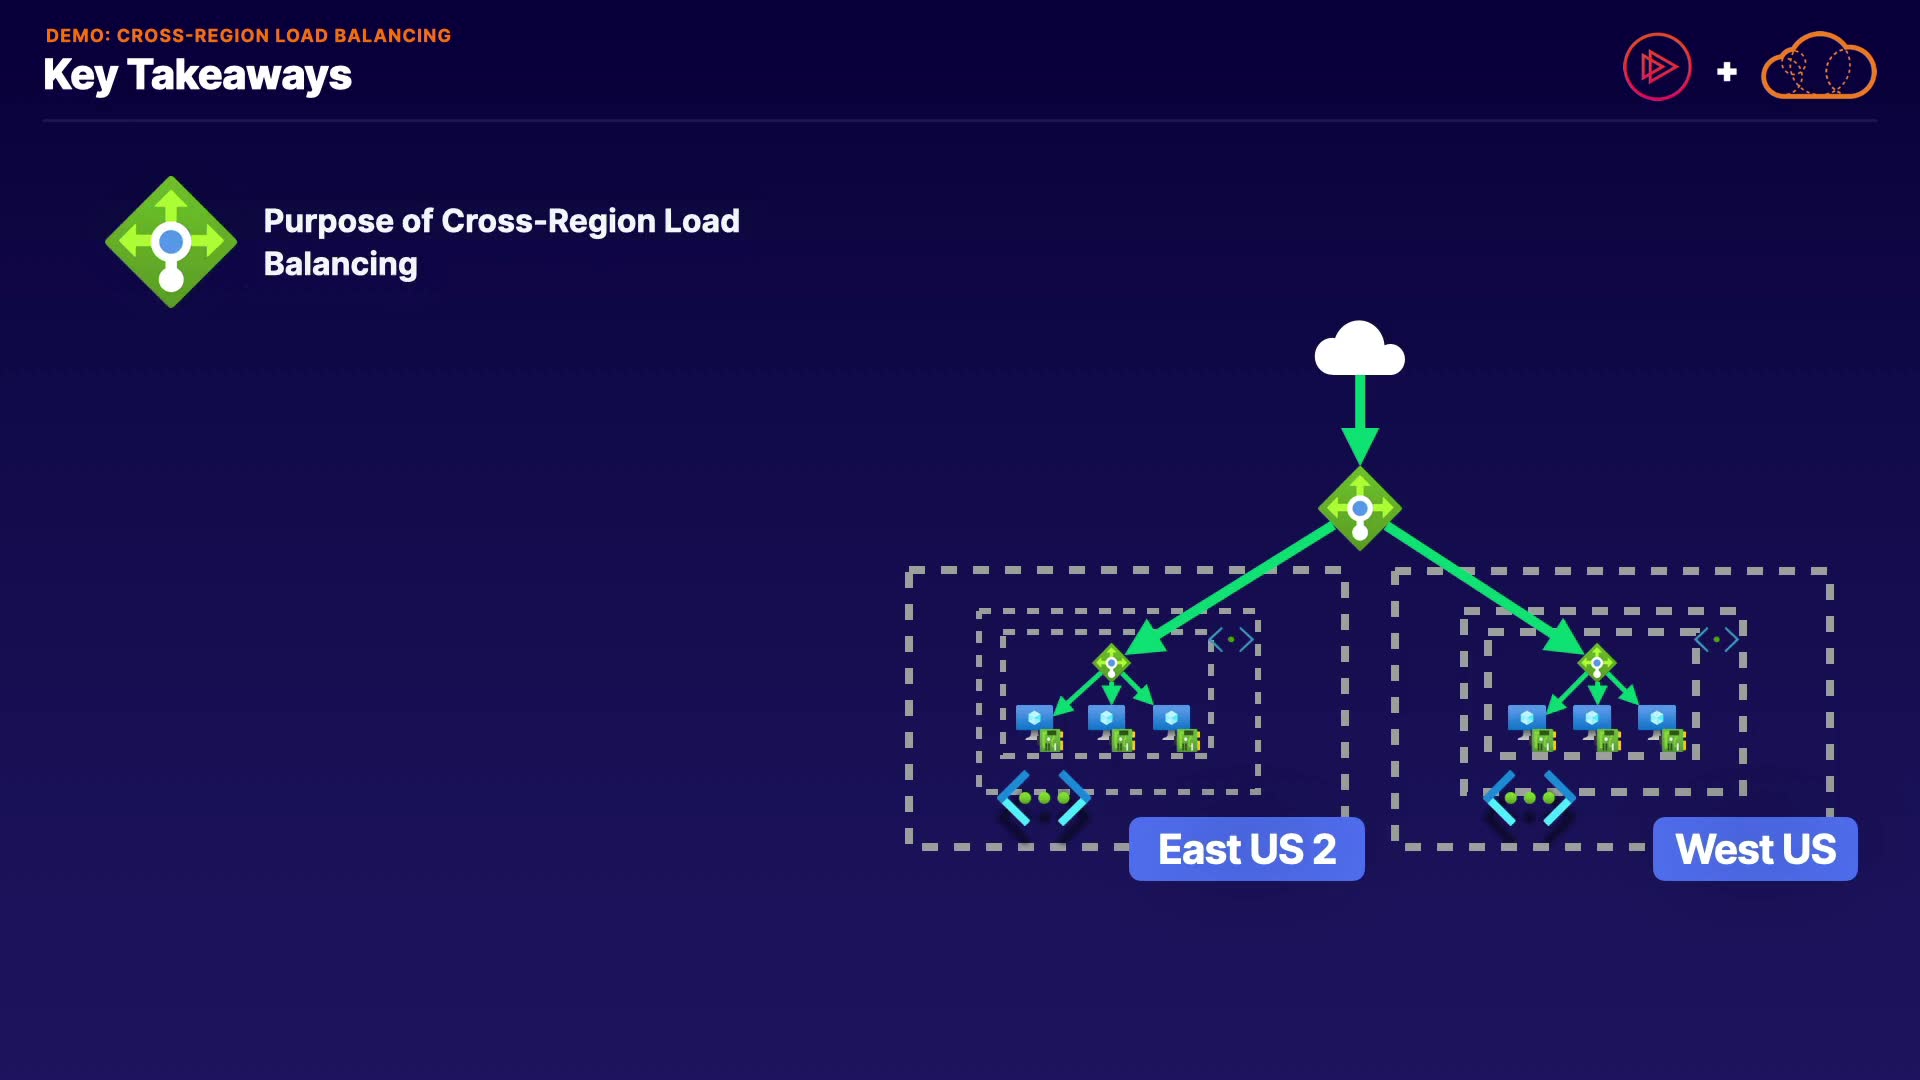 DEMO: CROSS-REGION LOAD BALANCING
Key Takeaways
Purpose of Cross-Region Load
Balancing
East US 2
West US